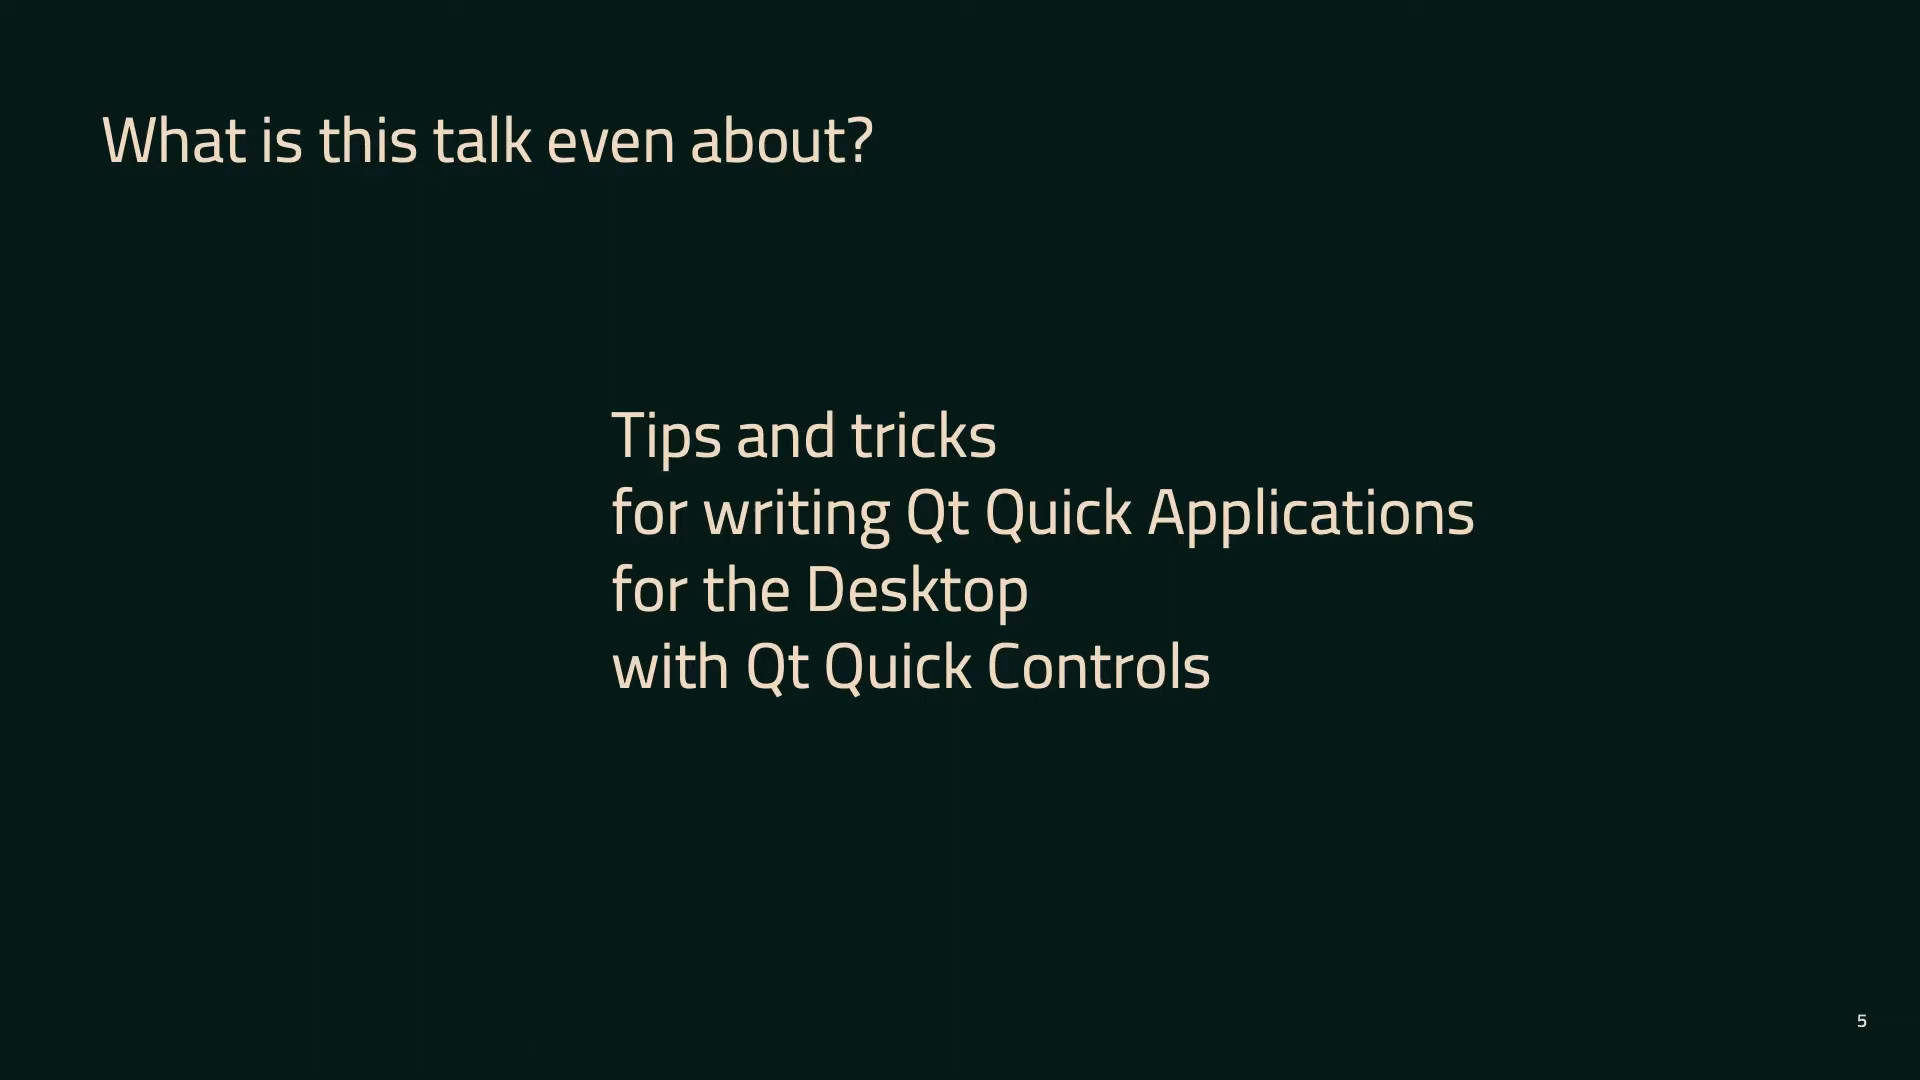 What is this talk even about?
Tips and tricks
for writing Qt Quick Applications
for the Desktop
with Qt Quick Controls
5